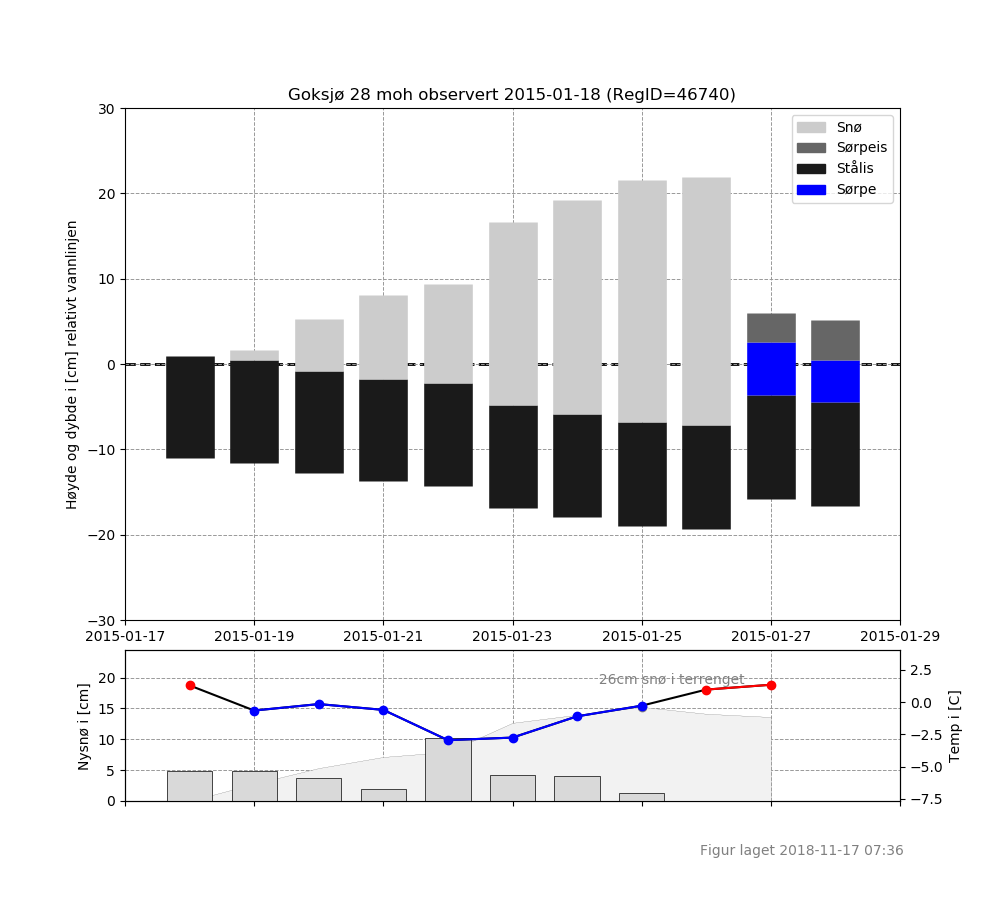 Goksjø 28 moh observert 2015-01-18 (RegID=46740)
Høyde og dybde i [cm] relativt vannlinjen
30
20
10
0
−10
−20
−30
Snø
Sørpeis
Stålis
Sørpe
2015-01-17
2015-01-19
2015-01-21
2015-01-23
2015-01-25
2015-01-27
2015-01-29
Nysnø i [cm]
20
15
10
5
0
26cm snø i terrenget
2.5
0.0
−2.5
−5.0
−7.5
Temp i [C]
Figur laget 2018-11-17 07:36